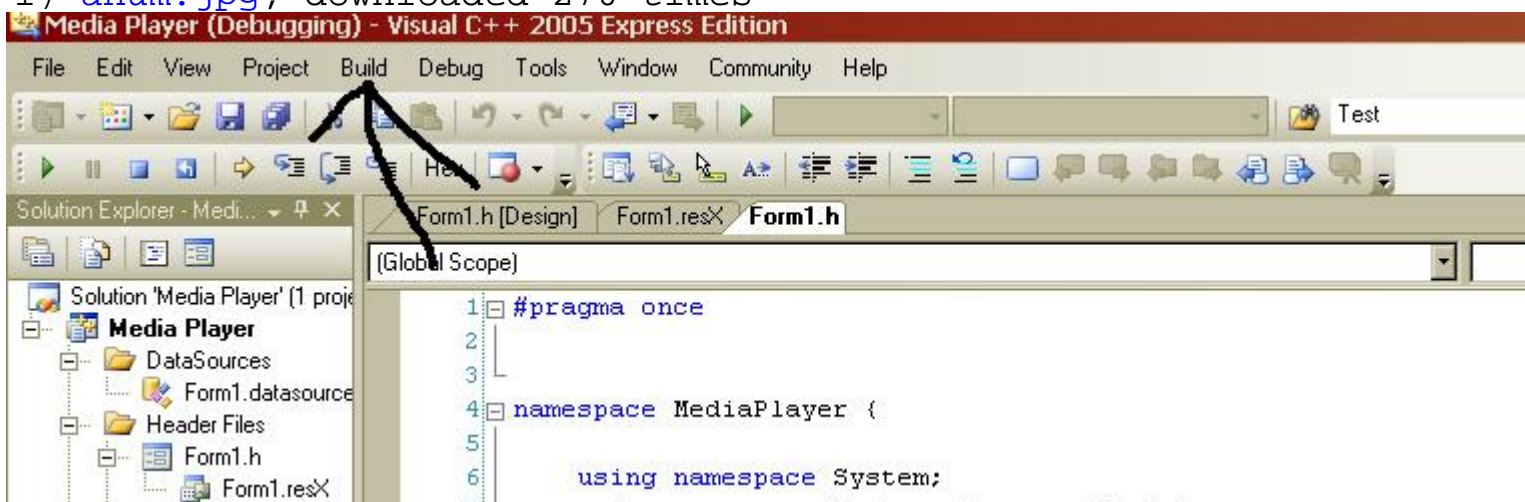 Media Player (Debugging) - Visual C++ 2005 Express Edition
File Edit View Project Build Debug Tools Window Community Help
Test
Solution Explorer - Medi...
Form1.h [Design] Form1.resX Form1.h
(Global Scope)
Solution 'Media Player' (1 proje
Media Player
DataSources
Form1.datasource
Header Files
Form1.h
Form1.resX
1 #pragma once
2
3
4 namespace MediaPlayer {
5
6 using namespace System;